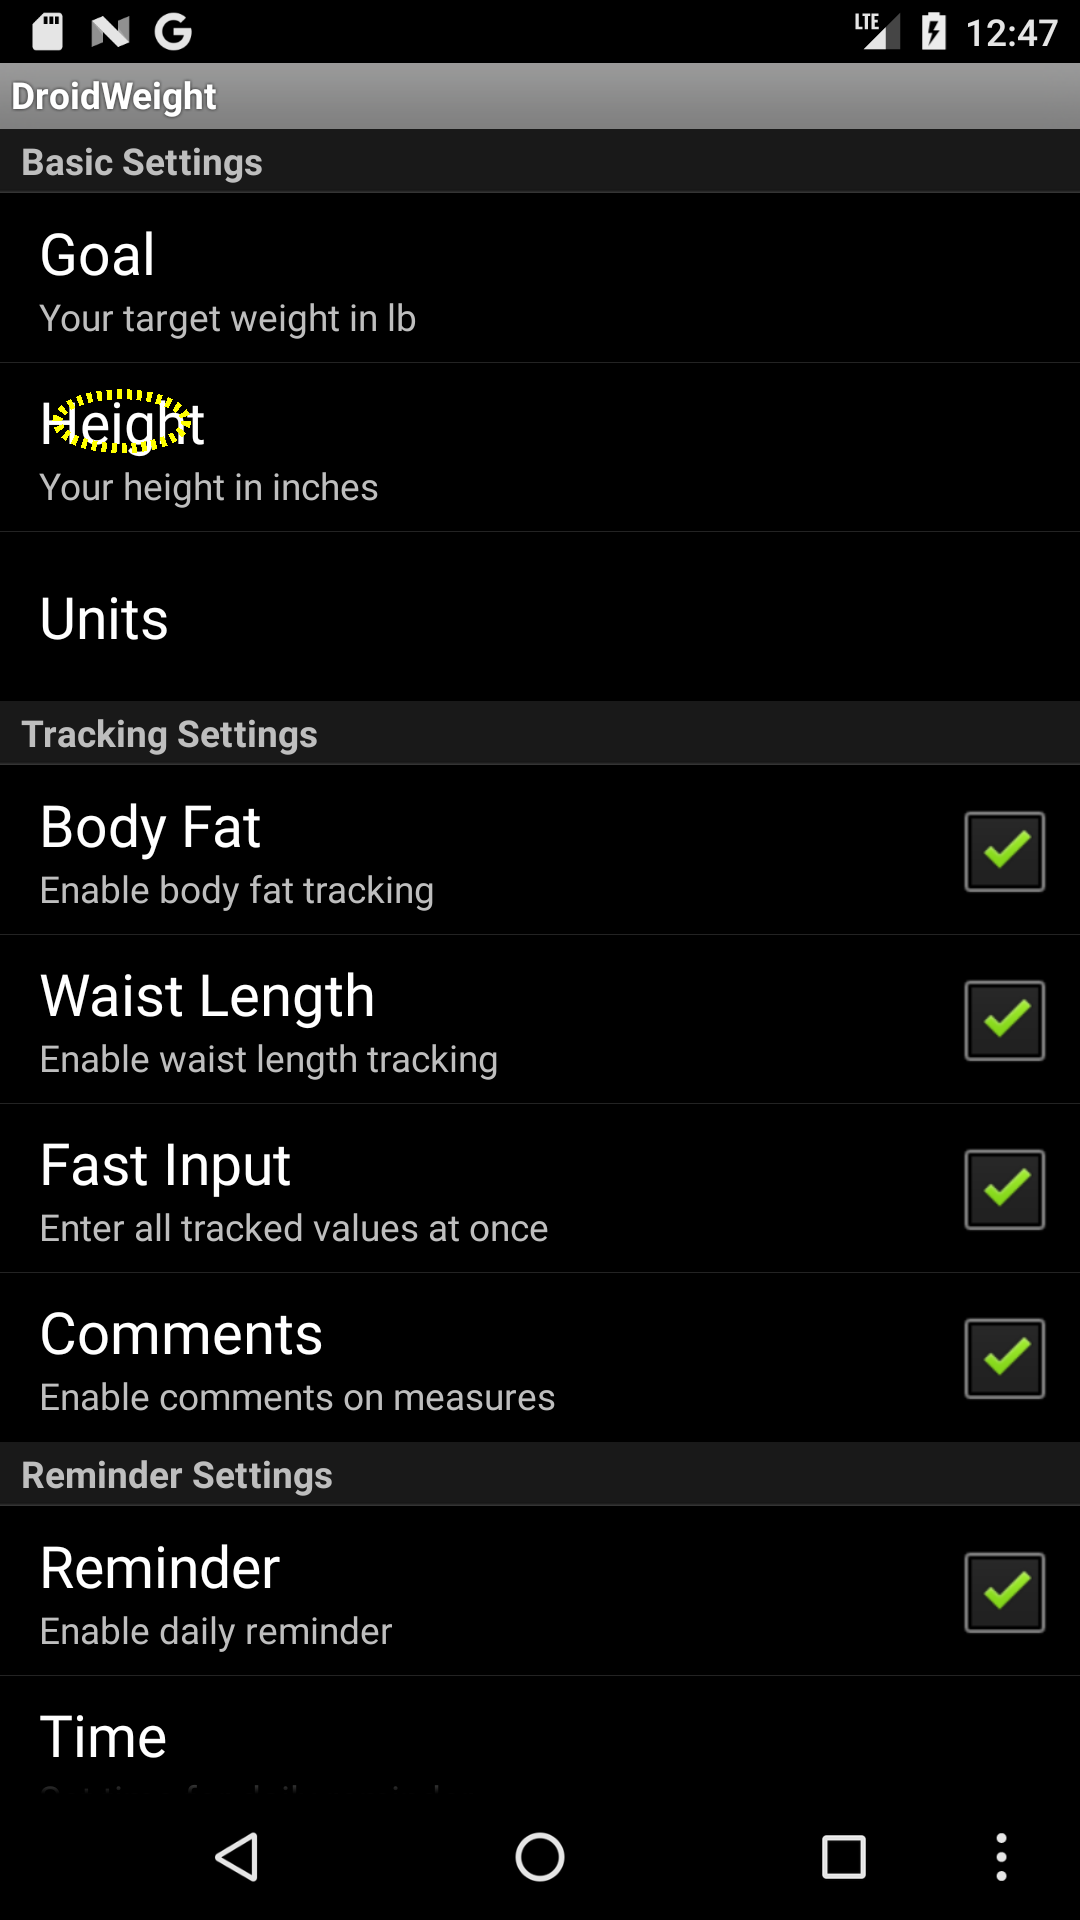 LTE 12:47
DroidWeight
Basic Settings
Goal
Your target weight in lb
Height
Your height in inches
Units
Tracking Settings
Body Fat
Enable body fat tracking
Waist Length
Enable waist length tracking
Fast Input
Enter all tracked values at once
Comments
Enable comments on measures
Reminder Settings
Reminder
Enable daily reminder
Time